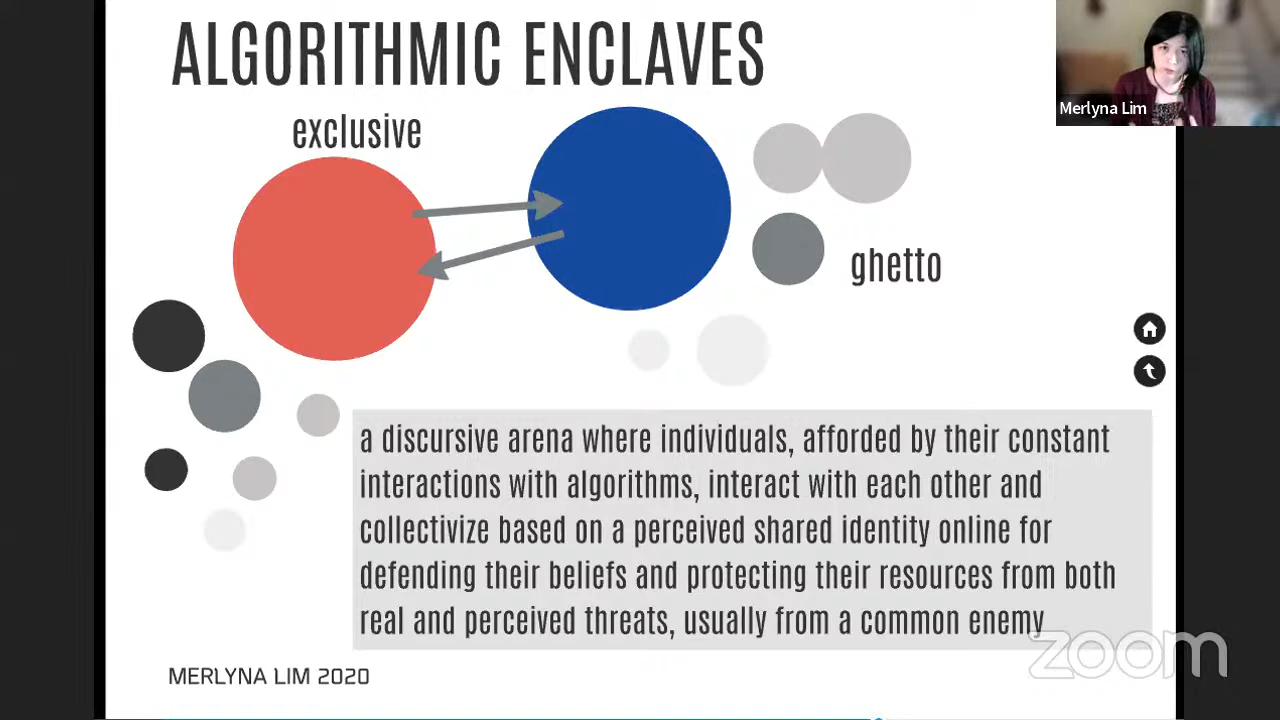 ALGORITHMIC ENCLAVES
Merlyna Lim
exclusive
ghetto
a discursive arena where individuals, afforded by their constant
interactions with algorithms, interact with each other and
collectivize based on a perceived shared identity online for
defending their beliefs and protecting their resources from both
real and perceived threats, usually from a common enemy
zoom
MERLYNA LIM 2020